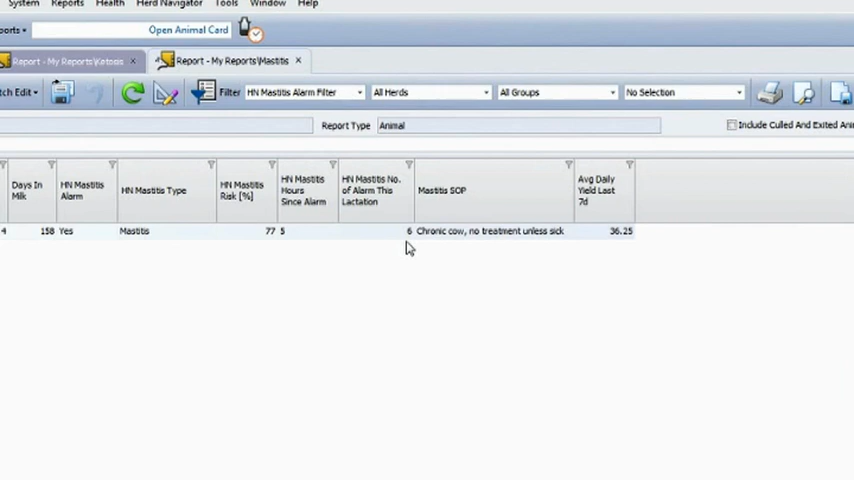 System Reports Health Herd Navigator Tools Window Help
ports Open Animal Card
Report - My Reports\Ketosis × Report - My Reports\Mastitis ×
tch Edit Filter HN Mastitis Alarm Filter All Herds All Groups No Selection
Report Type Animal Include Culled And Exited Ani
Days In Milk
HN Mastitis Alarm
HN Mastitis Type
HN Mastitis Risk [%]
HN Mastitis Hours Since Alarm
HN Mastitis No. of Alarm This Lactation
Mastitis SOP
Avg Daily Yield Last 7d
4 158 Yes Mastitis 77 5 6 Chronic cow, no treatment unless sick 36.25